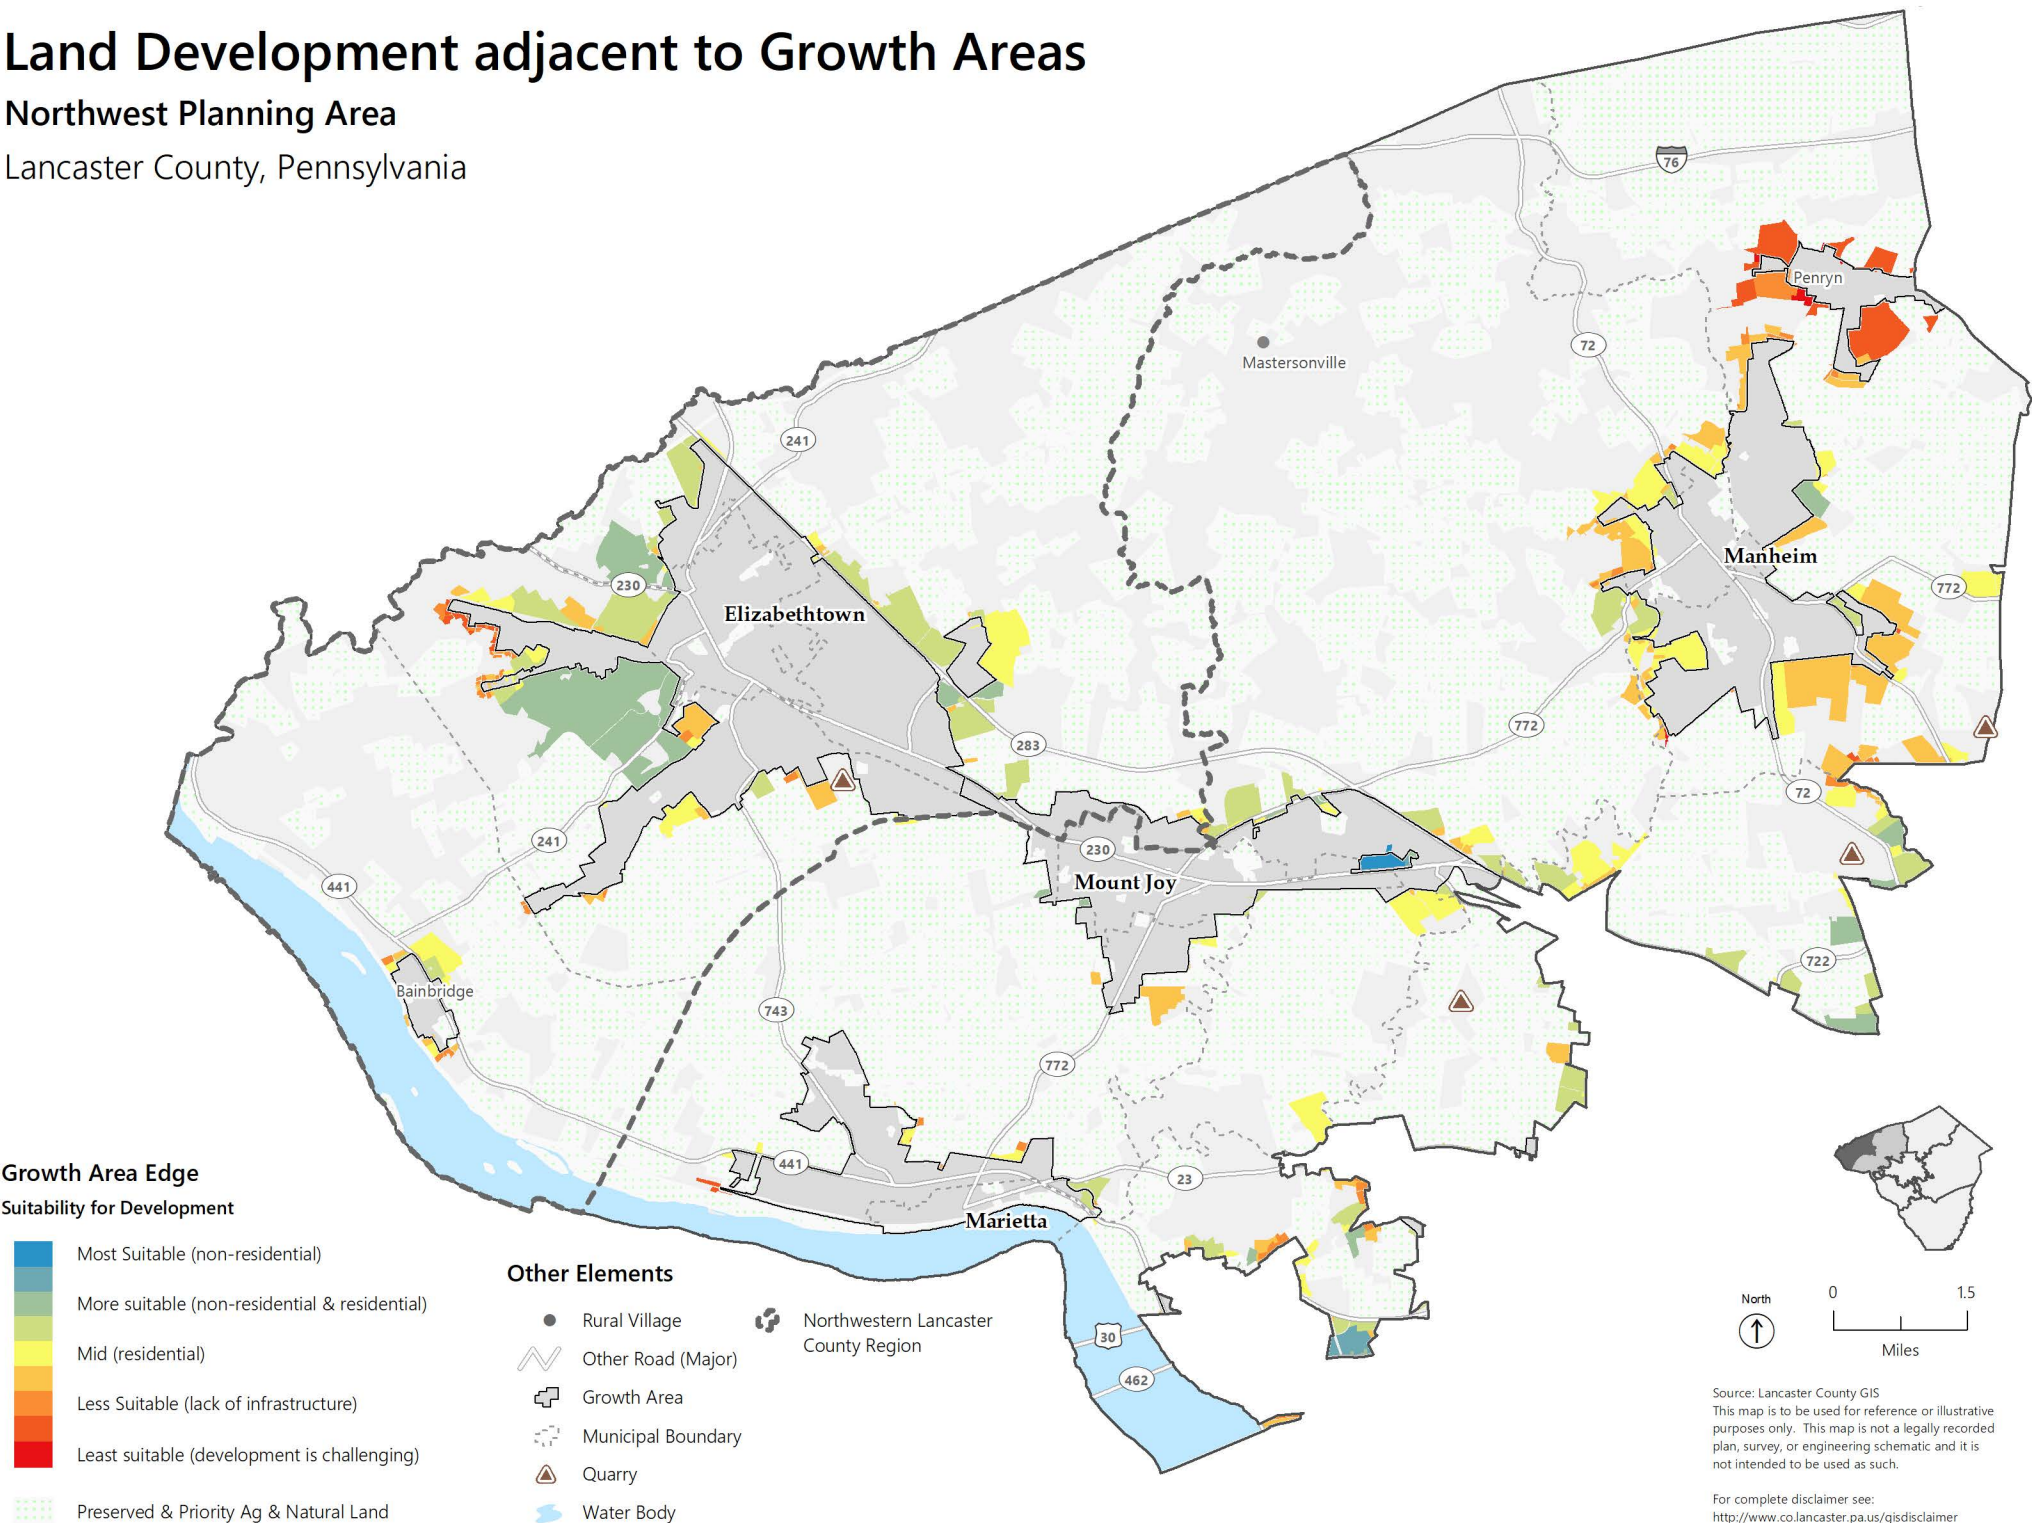 Land Development adjacent to Growth Areas
Northwest Planning Area
Lancaster County, Pennsylvania
76
Penryn
72
Mastersonville
241
Manheim
230
772
Elizabethtown
772
283
72
241
230
441
Mount Joy
722
Bainbridge
743
772
441
23
Marietta
30
462
Growth Area Edge
Suitability for Development
Most Suitable (non-residential)
More suitable (non-residential & residential)
Mid (residential)
Less Suitable (lack of infrastructure)
Least suitable (development is challenging)
Preserved & Priority Ag & Natural Land
Other Elements
Rural Village
Other Road (Major)
Growth Area
Municipal Boundary
Quarry
Water Body
Northwestern Lancaster
County Region
North
0 1.5
Miles
Source: Lancaster County GIS
This map is to be used for reference or illustrative
purposes only. This map is not a legally recorded
plan, survey, or engineering schematic and it is
not intended to be used as such.
For complete disclaimer see:
http://www.co.lancaster.pa.us/gisdisclaimer